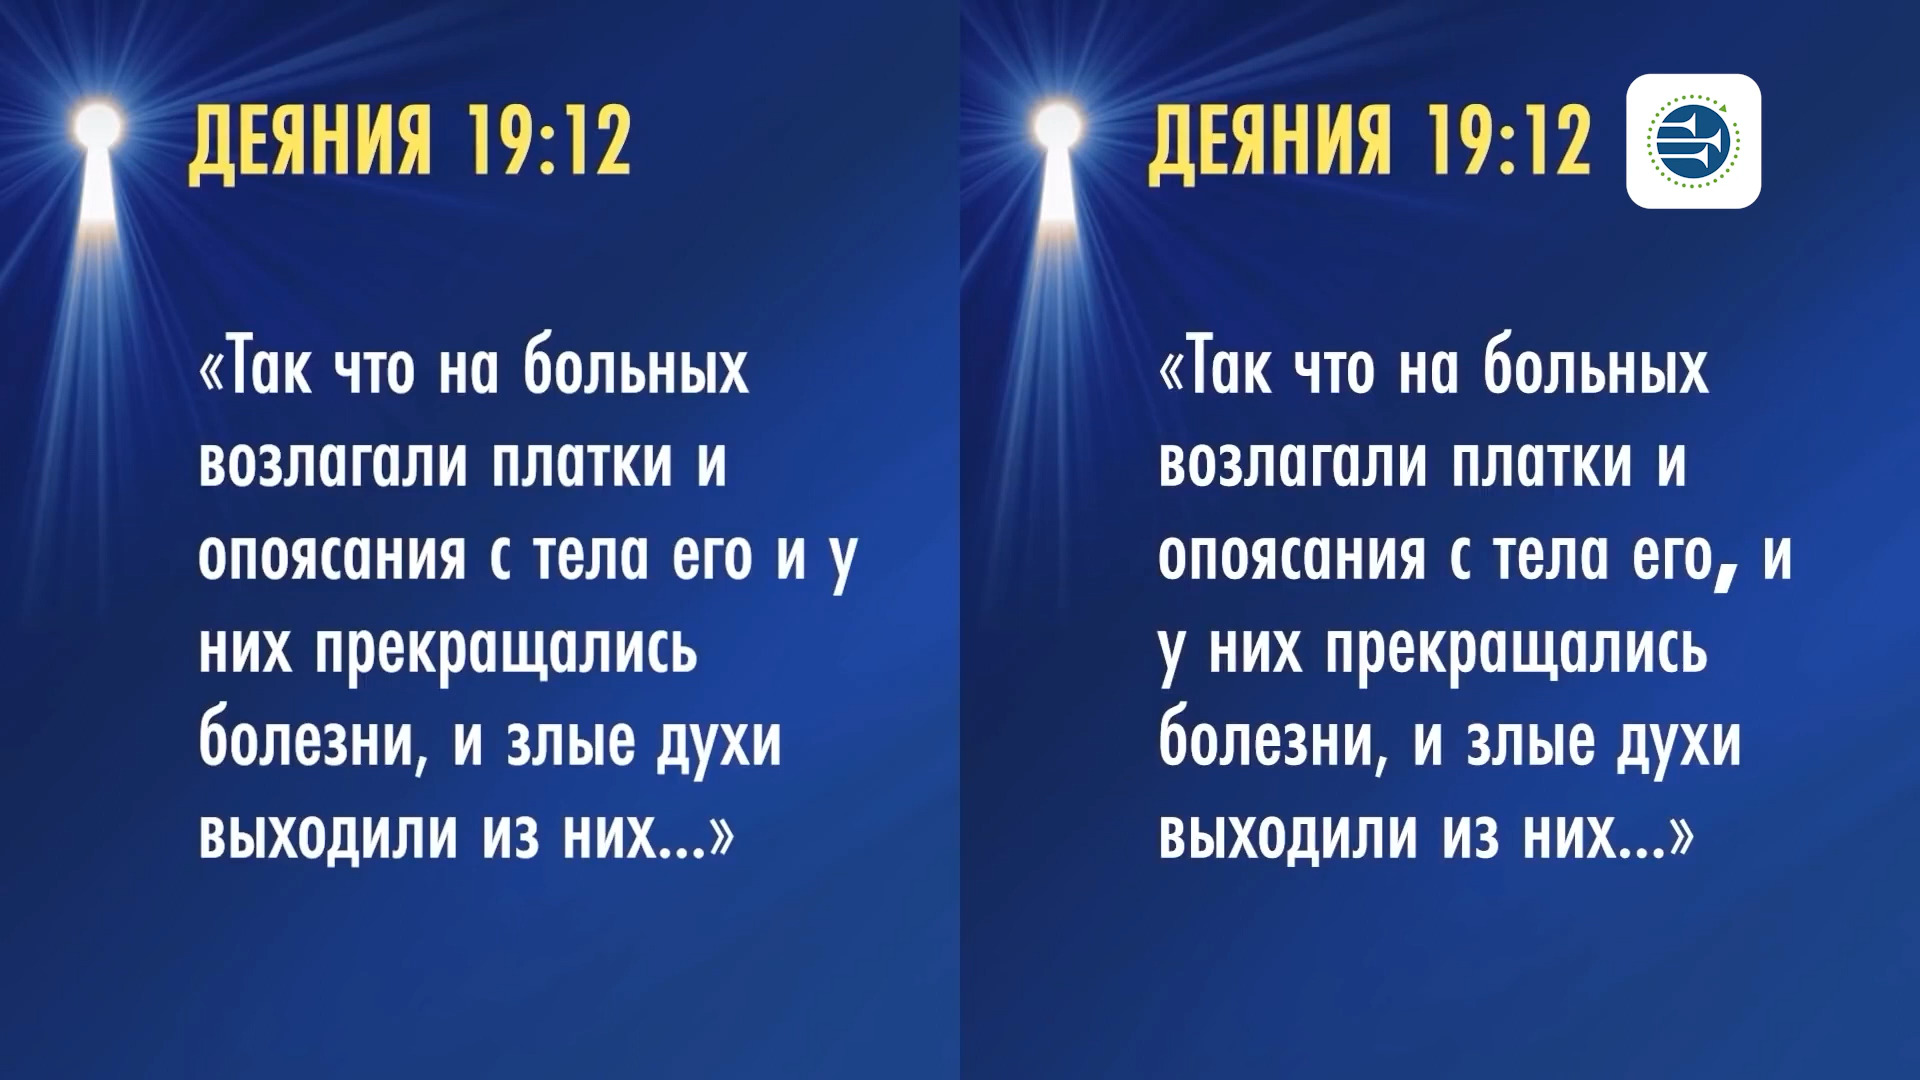 ДЕЯНИЯ 19:12
«Так что на больных
возлагали платки и
опоясания с тела его и у
них прекращались
болезни, и злые духи
выходили из них...»
ДЕЯНИЯ 19:12
«Так что на больных
возлагали платки и
опоясания с тела его, и
у них прекращались
болезни, и злые духи
выходили из них...»